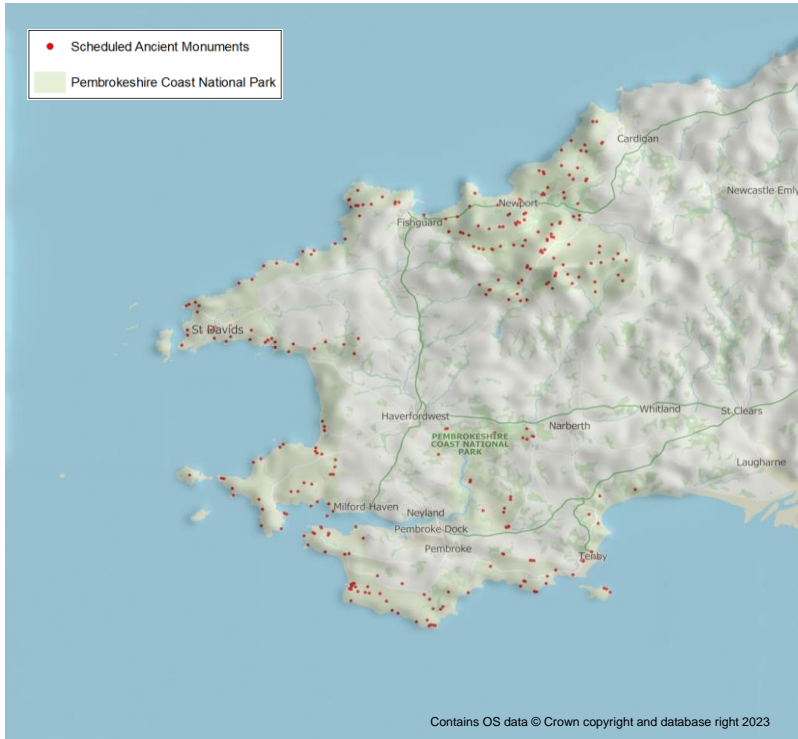 Scheduled Ancient Monuments
Pembrokeshire Coast National Park
Cardigan
Newcastle Emly
Newport
Fishguard
St Davids
Haverfordwest
Whitland
St Clears
Narberth
PEMBROKESHIRE
COAST NATIONAL
PARK
Laugharne
Milford-Haven
Neyland
Pembroke-Dock
Pembroke
Tenby
Contains OS data © Crown copyright and database right 2023